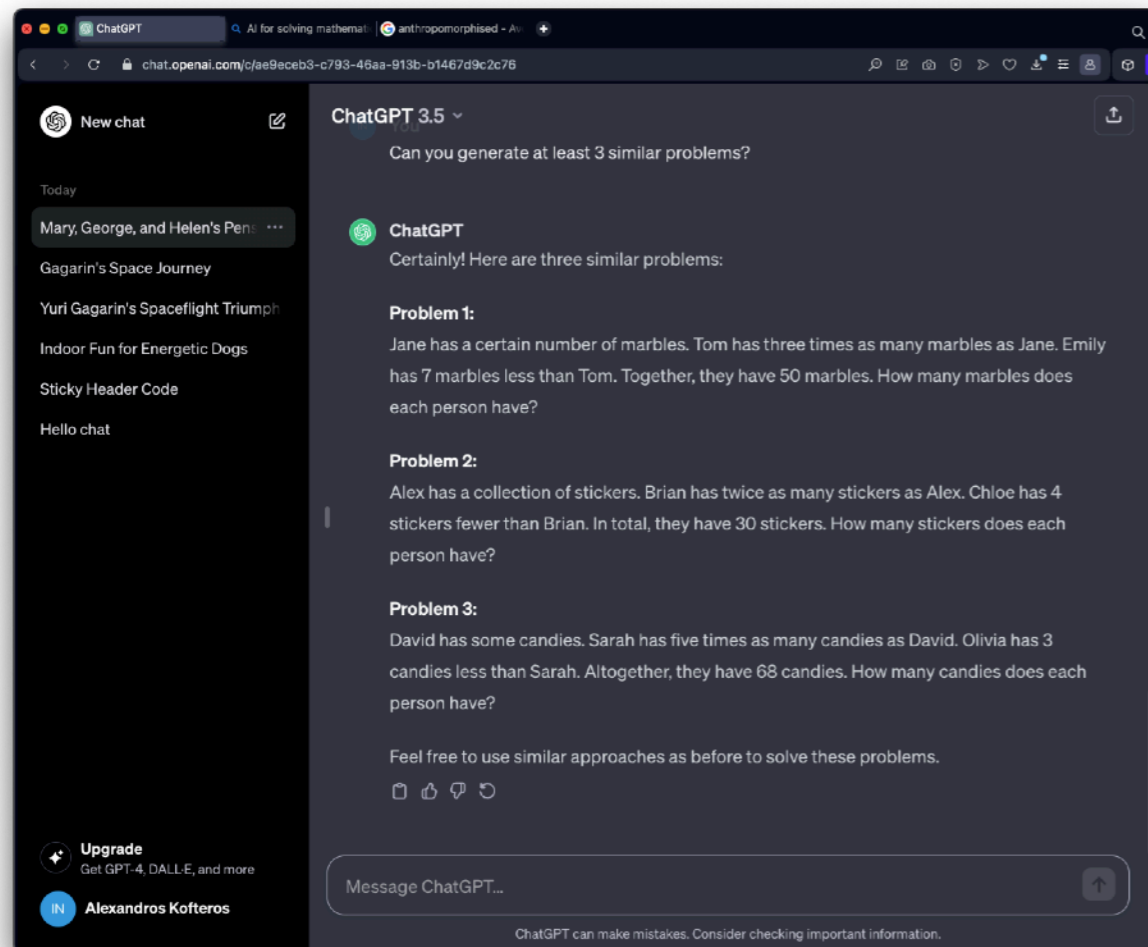 ChatGPT
AI for solving mathemat
anthropomorphised - Av
chat.openai.com/c/ae9eceb3-c793-46aa-913b-b1467d9c2c76
New chat
Today
Mary, George, and Helen's Pens
Gagarin's Space Journey
Yuri Gagarin's Spaceflight Triumph
Indoor Fun for Energetic Dogs
Sticky Header Code
Hello chat
Upgrade
Get GPT-4, DALL·E, and more
IN
Alexandros Kofteros
ChatGPT 3.5
You
Can you generate at least 3 similar problems?
ChatGPT
Certainly! Here are three similar problems:
Problem 1:
Jane has a certain number of marbles. Tom has three times as many marbles as Jane. Emily
has 7 marbles less than Tom. Together, they have 50 marbles. How many marbles does
each person have?
Problem 2:
Alex has a collection of stickers. Brian has twice as many stickers as Alex. Chloe has 4
stickers fewer than Brian. In total, they have 30 stickers. How many stickers does each
person have?
Problem 3:
David has some candies. Sarah has five times as many candies as David. Olivia has 3
candies less than Sarah. Altogether, they have 68 candies. How many candies does each
person have?
Feel free to use similar approaches as before to solve these problems.
Message ChatGPT...
ChatGPT can make mistakes. Consider checking important information.